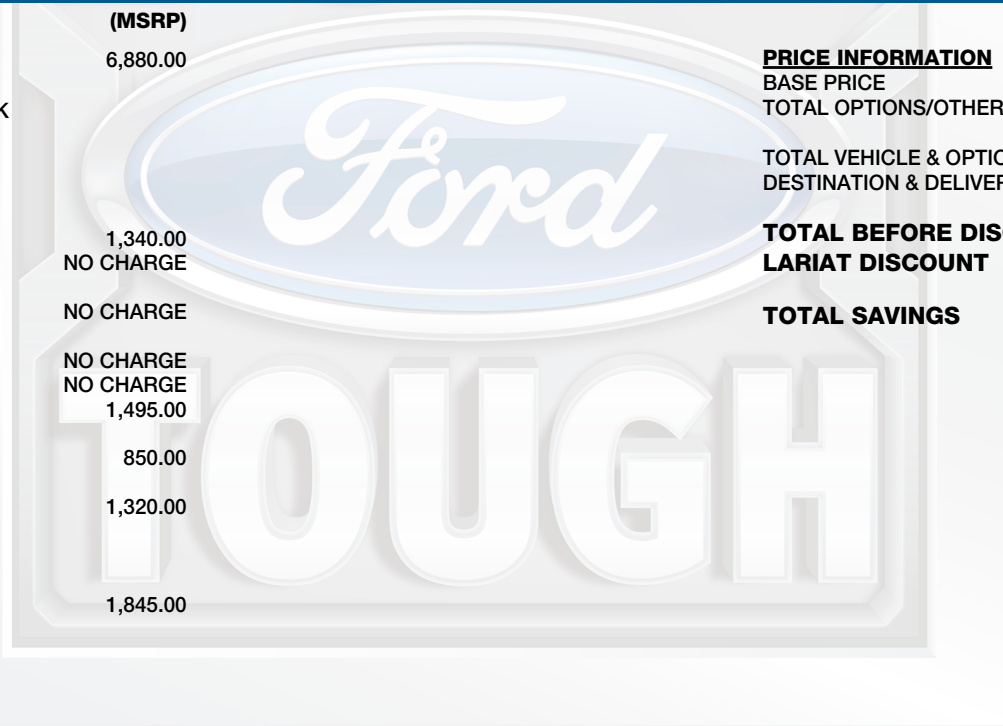 (MSRP)
6,880.00
K
1,340.00
NO CHARGE
NO CHARGE
NO CHARGE
NO CHARGE
1,495.00
850.00
1,320.00
1,845.00
PRICE INFORMATION
BASE PRICE
TOTAL OPTIONS/OTHER
TOTAL VEHICLE & OPTIO
DESTINATION & DELIVER
TOTAL BEFORE DISC
LARIAT DISCOUNT
TOTAL SAVINGS
Ford
TOUGH